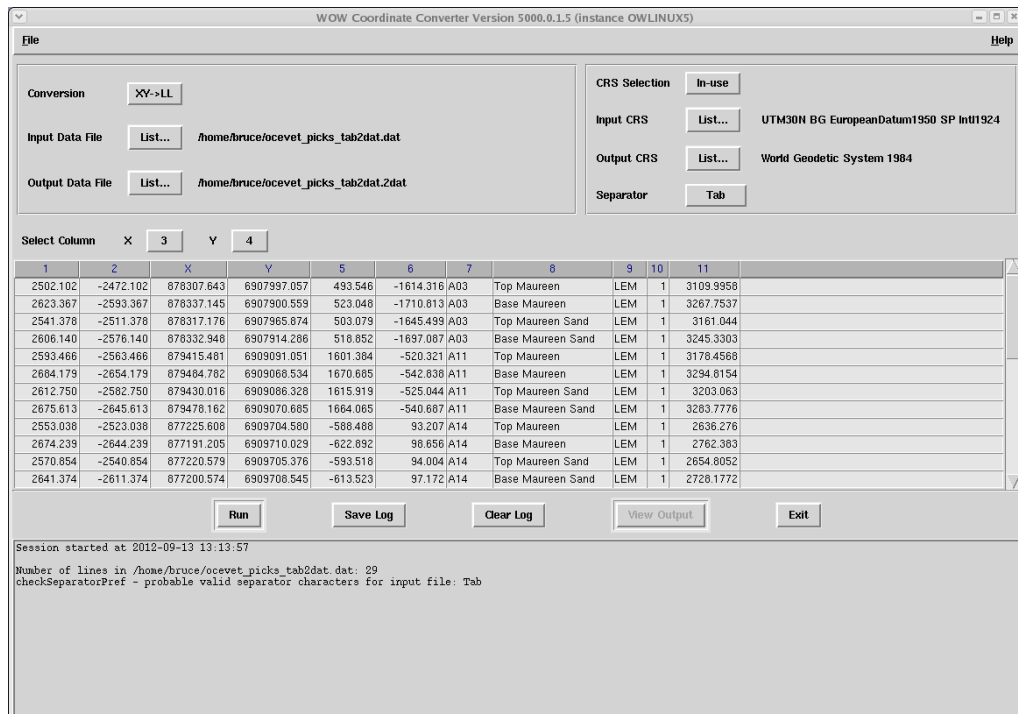 WOW Coordinate Converter Version 5000.0.1.5 (instance OWLINUX5)
File Help
Conversion XY->LL
Input Data File List... /home/bruce/ocevet_picks_tab2dat.dat
Output Data File List... /home/bruce/ocevet_picks_tab2dat.2dat
CRS Selection In-use
Input CRS List... UTM30N BG EuropeanDatum1950 SP Intl1924
Output CRS List... World Geodetic System 1984
Separator Tab
Select Column X 3 Y 4
1 2 X Y 5 6 7 8 9 10 11
2502.102 -2472.102 878307.643 6907997.057 493.546 -1614.316 A03 Top Maureen LEM 1 3109.9958
2623.367 -2593.367 878337.145 6907900.559 523.048 -1710.813 A03 Base Maureen LEM 1 3267.7537
2541.378 -2511.378 878317.176 6907965.874 503.079 -1645.499 A03 Top Maureen Sand LEM 1 3161.044
2606.140 -2576.140 878332.948 6907914.286 518.852 -1697.087 A03 Base Maureen Sand LEM 1 3245.3303
2593.466 -2563.466 879415.481 6909091.051 1601.384 -520.321 A11 Top Maureen LEM 1 3178.4568
2684.179 -2654.179 879484.782 6909068.534 1670.685 -542.838 A11 Base Maureen LEM 1 3294.8154
2612.750 -2582.750 879430.016 6909086.328 1615.919 -525.044 A11 Top Maureen Sand LEM 1 3203.063
2675.613 -2645.613 879478.162 6909070.685 1664.065 -540.687 A11 Base Maureen Sand LEM 1 3283.7776
2553.038 -2523.038 877225.608 6909704.580 -588.488 93.207 A14 Top Maureen LEM 1 2636.276
2674.239 -2644.239 877191.205 6909710.029 -622.892 98.656 A14 Base Maureen LEM 1 2762.383
2570.854 -2540.854 877220.579 6909705.376 -593.518 94.004 A14 Top Maureen Sand LEM 1 2654.8052
2641.374 -2611.374 877200.574 6909708.545 -613.523 97.172 A14 Base Maureen Sand LEM 1 2728.1772
Run Save Log Clear Log View Output Exit
Session started at 2012-09-13 13:13:57
Number of lines in /home/bruce/ocevet_picks_tab2dat.dat: 29
checkSeparatorPref - probable valid separator characters for input file: Tab